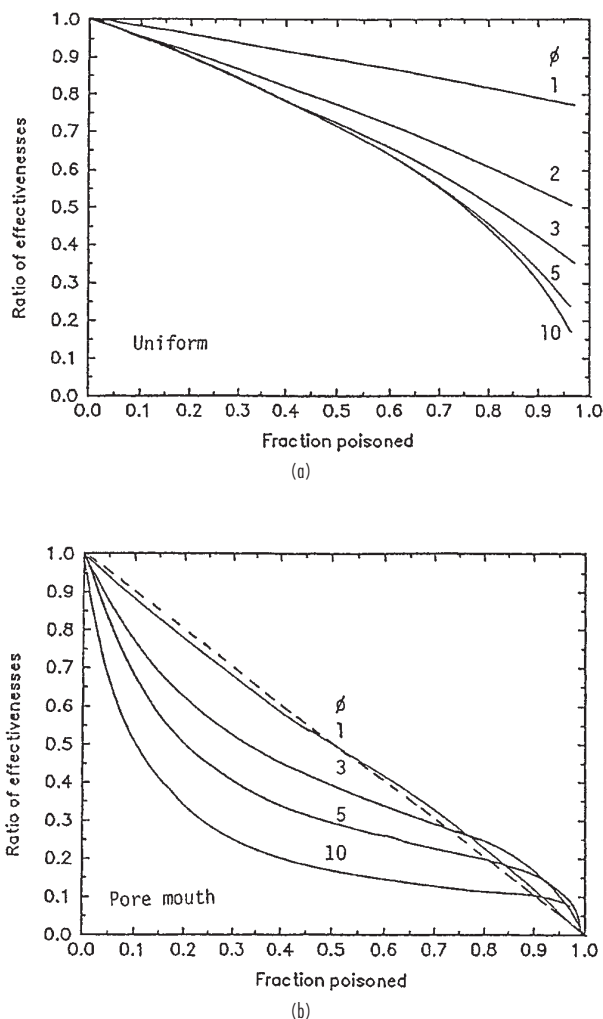 1.0
0.9
0.8
0.7
0.6
0.5
0.4
0.3
0.2
0.1
0.0
Ratio of effectivenesses
ø
1
2
3
5
10
Uniform
0.0 0.1 0.2 0.3 0.4 0.5 0.6 0.7 0.8 0.9 1.0
Fraction poisoned
(a)
1.0
0.9
0.8
0.7
0.6
0.5
0.4
0.3
0.2
0.1
0.0
Ratio of effectivenesses
ø
1
3
5
10
Pore mouth
0.0 0.1 0.2 0.3 0.4 0.5 0.6 0.7 0.8 0.9 1.0
Fraction poisoned
(b)